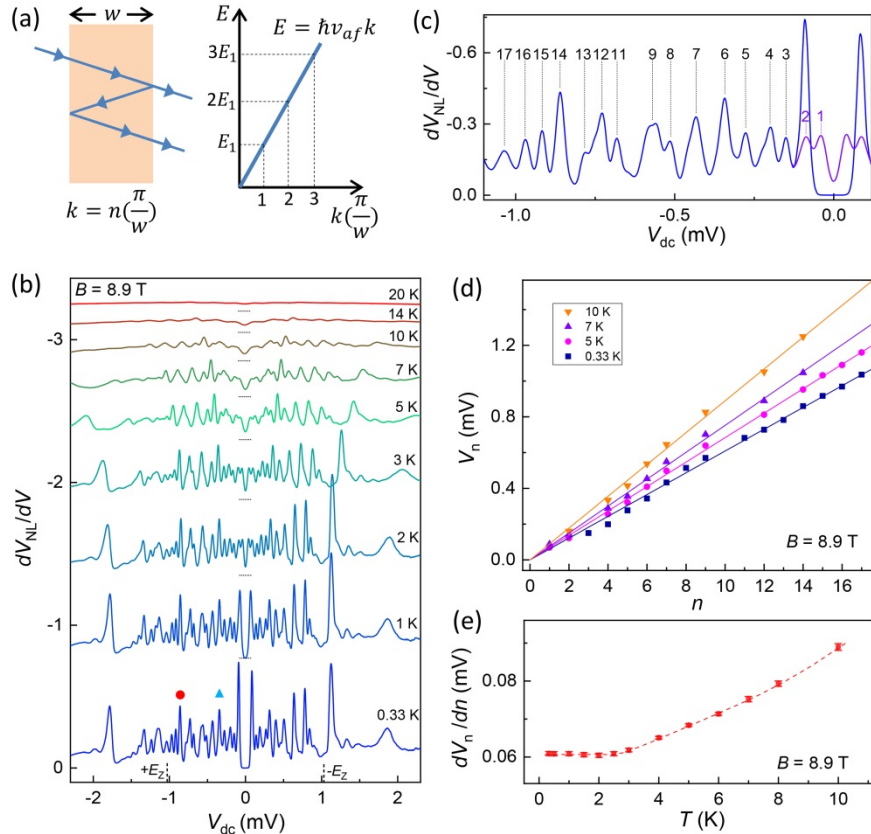 (a)
w
E
E = ħv_af k
3E₁
2E₁
E₁
1 2 3
k(π/w)
k = n(π/w)
(b)
B = 8.9 T
20 K
14 K
10 K
7 K
5 K
3 K
2 K
1 K
0.33 K
-3
-2
-1
0
dV_NL/dV
+E_Z
-E_Z
-2 -1 0 1 2
V_dc (mV)
(c)
-0.6
-0.3
0.0
dV_NL/dV
17 16 15 14 13 12 11 9 8 7 6 5 4 3
2 1
-1.0 -0.5 0.0
V_dc (mV)
(d)
10 K
7 K
5 K
0.33 K
1.2
0.8
0.4
0.0
V_n (mV)
B = 8.9 T
0 2 4 6 8 10 12 14 16
n
(e)
0.08
0.06
dV_n/dn (mV)
B = 8.9 T
0 2 4 6 8 10
T (K)